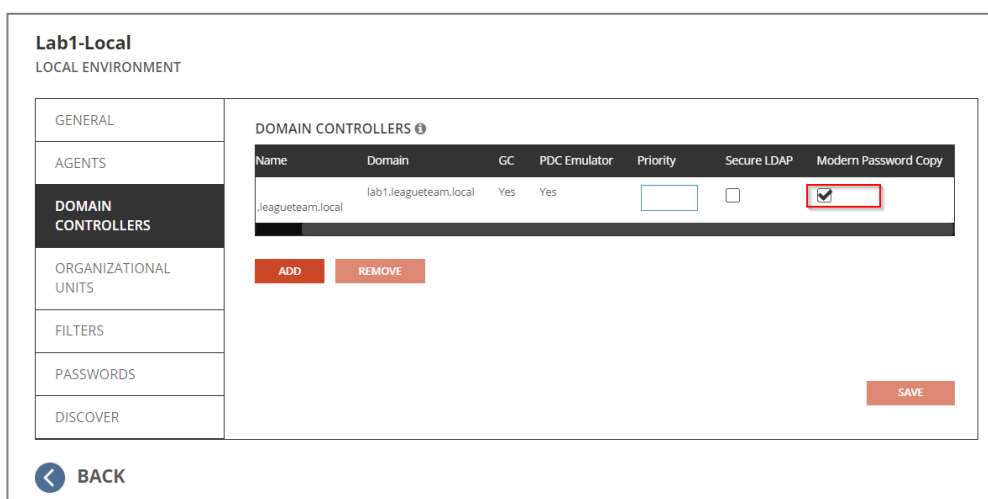 Lab1-Local
LOCAL ENVIRONMENT
GENERAL
AGENTS
DOMAIN
CONTROLLERS
ORGANIZATIONAL
UNITS
FILTERS
PASSWORDS
DISCOVER
DOMAIN CONTROLLERS
Name Domain GC PDC Emulator Priority Secure LDAP Modern Password Copy
lab1.leagueteam.local Yes Yes
.leagueteam.local
ADD REMOVE
SAVE
BACK